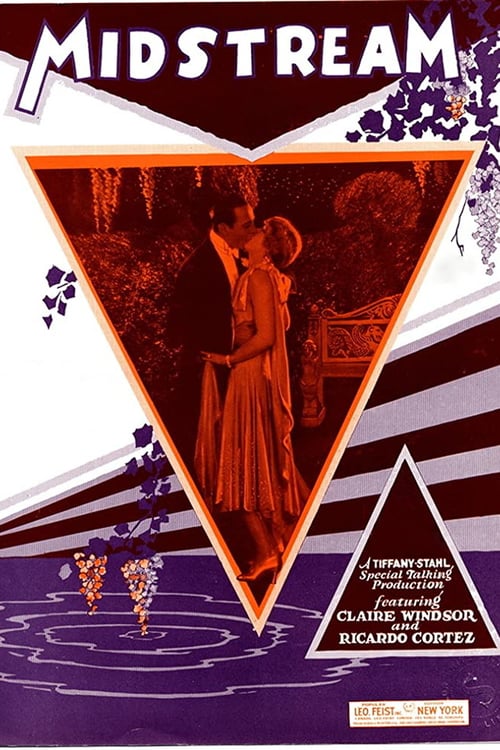 MIDSTREAM
A TIFFANY-STAHL
Special Talking
Production
featuring
CLAIRE WINDSOR
and
RICARDO CORTEZ
LEO. FEIST INC. NEW YORK